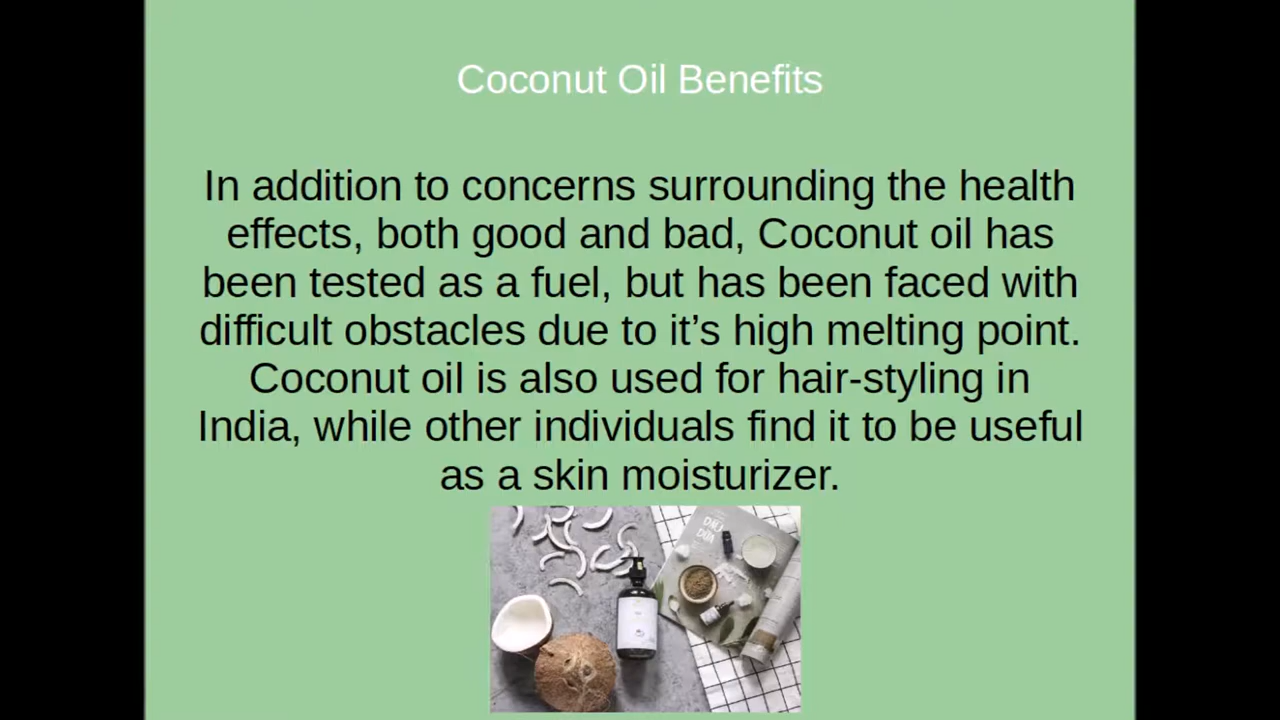 Coconut Oil Benefits
In addition to concerns surrounding the health
effects, both good and bad, Coconut oil has
been tested as a fuel, but has been faced with
difficult obstacles due to it’s high melting point.
Coconut oil is also used for hair-styling in
India, while other individuals find it to be useful
as a skin moisturizer.